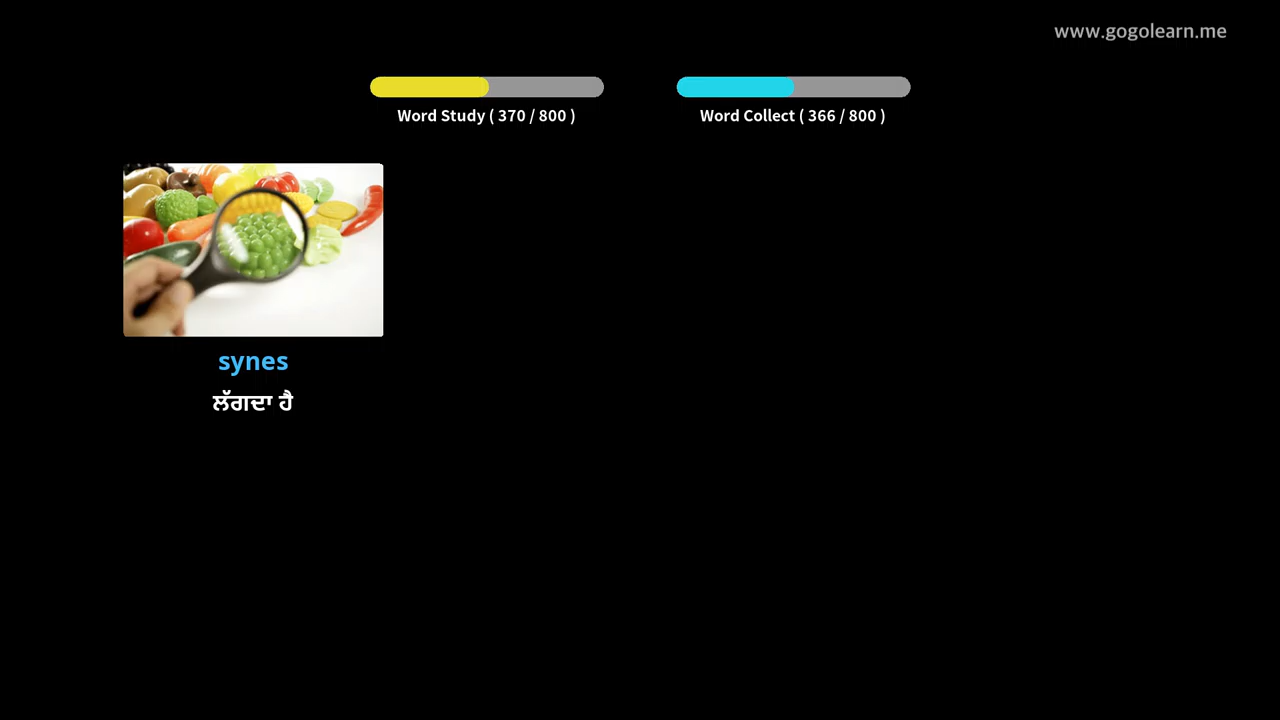 www.gogolearn.me
Word Study ( 370 / 800 )
Word Collect ( 366 / 800 )
synes
ਲੱਗਦਾ ਹੈ